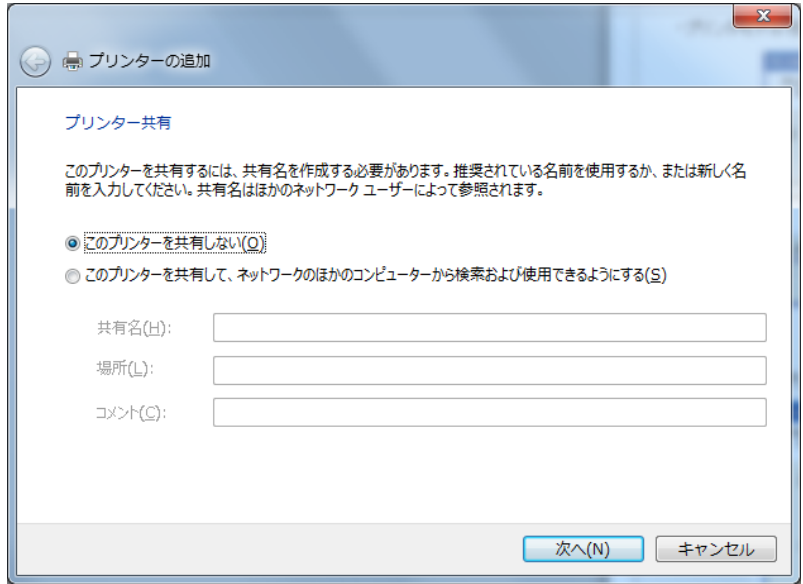 プリンターの追加
プリンター共有
このプリンターを共有するには、共有名を作成する必要があります。推奨されている名前を使用するか、または新しく名
前を入力してください。共有名はほかのネットワーク ユーザーによって参照されます。
このプリンターを共有しない(O)
このプリンターを共有して、ネットワークのほかのコンピューターから検索および使用できるようにする(S)
共有名(H):
場所(L):
コメント(C):
次へ(N)
キャンセル